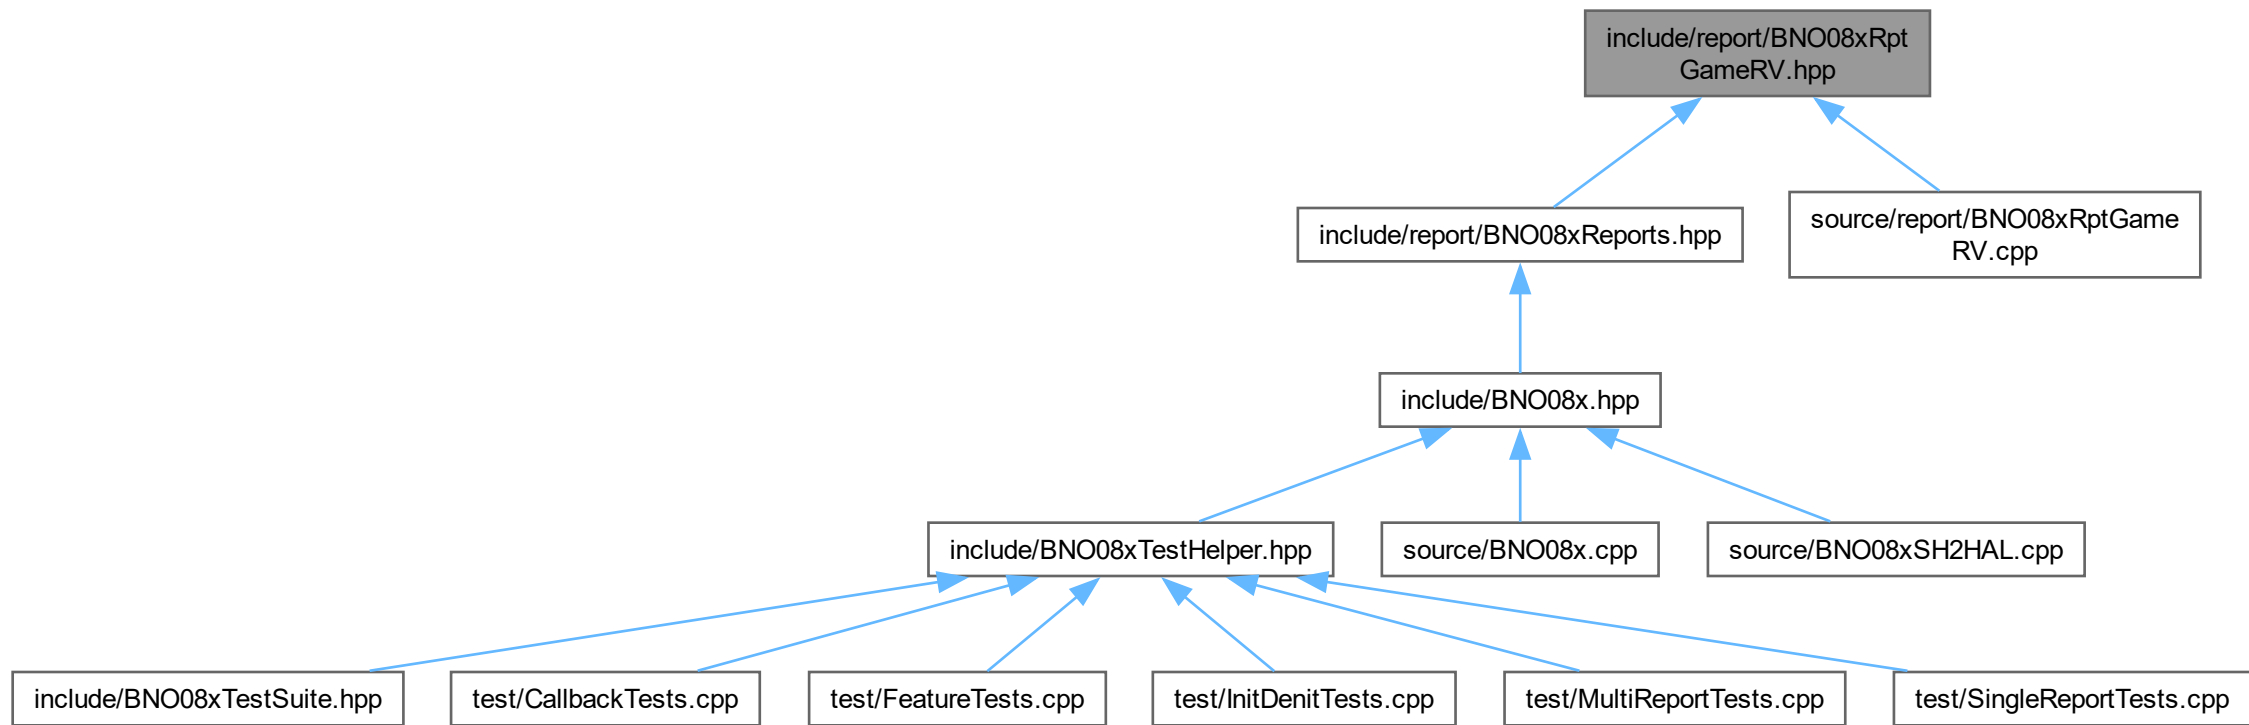 include/report/BNO08xRpt
GameRV.hpp
include/report/BNO08xReports.hpp
source/report/BNO08xRptGame
RV.cpp
include/BNO08x.hpp
include/BNO08xTestHelper.hpp
source/BNO08x.cpp
source/BNO08xSH2HAL.cpp
include/BNO08xTestSuite.hpp
test/CallbackTests.cpp
test/FeatureTests.cpp
test/InitDenitTests.cpp
test/MultiReportTests.cpp
test/SingleReportTests.cpp